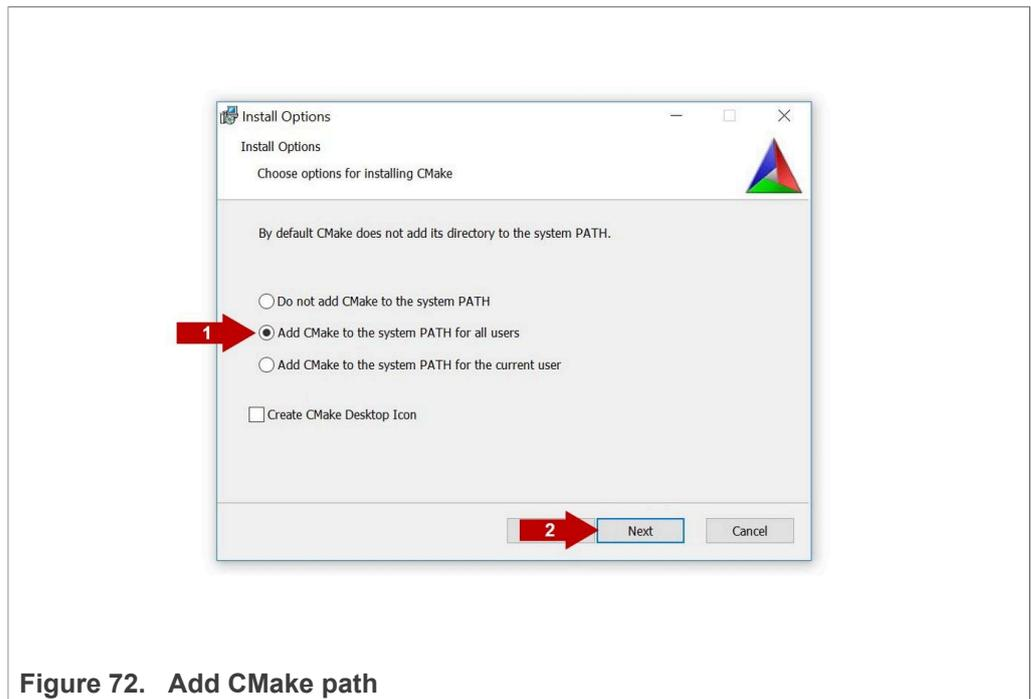 Install Options
Install Options
Choose options for installing CMake
By default CMake does not add its directory to the system PATH.
Do not add CMake to the system PATH
1
Add CMake to the system PATH for all users
Add CMake to the system PATH for the current user
Create CMake Desktop Icon
2 Next Cancel
Figure 72. Add CMake path